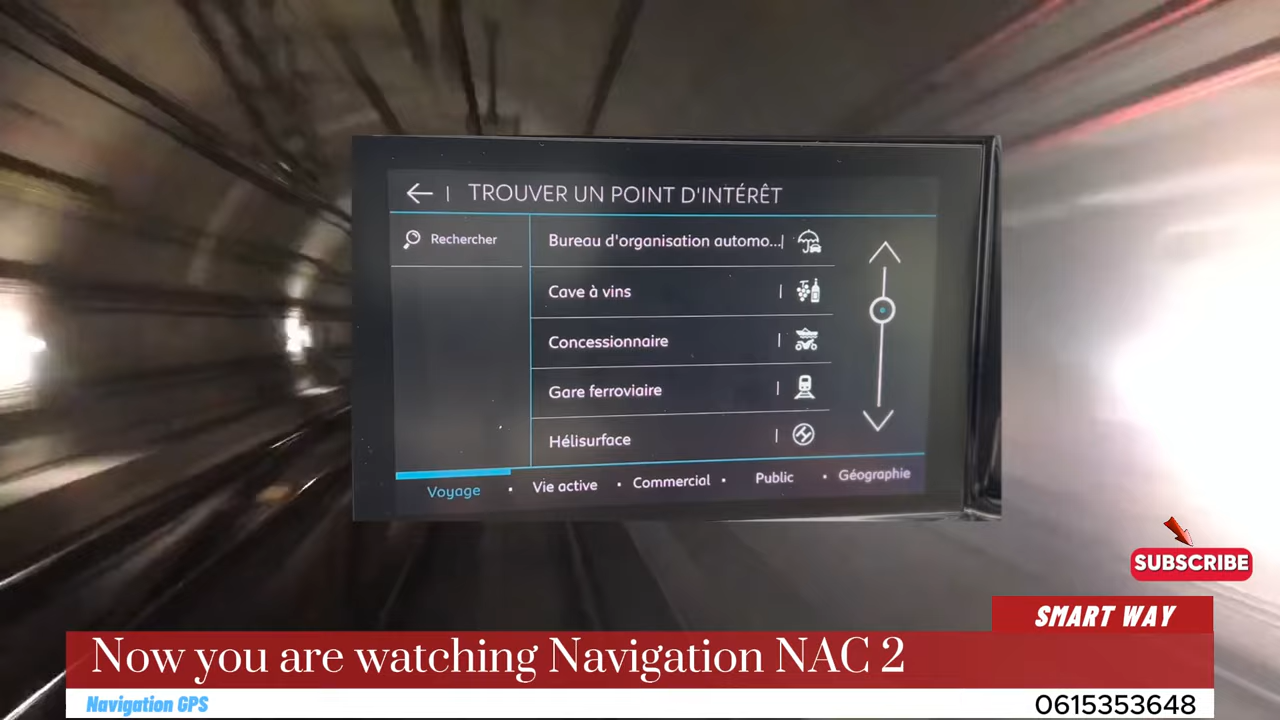 TROUVER UN POINT D'INTÉRÊT
Rechercher
Bureau d'organisation automo...
Cave à vins
Concessionnaire
Gare ferroviaire
Hélisurface
Voyage • Vie active • Commercial • Public • Géographie
SUBSCRIBE
SMART WAY
Now you are watching Navigation NAC 2
Navigation GPS
0615353648